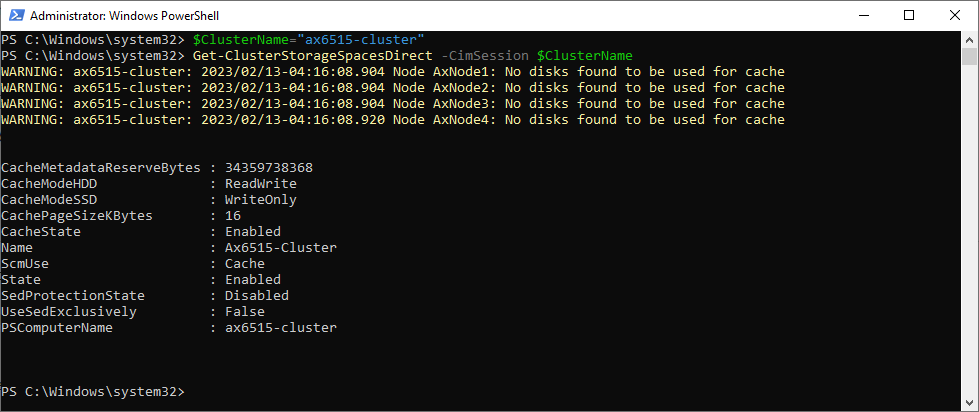 Administrator: Windows PowerShell
PS C:\Windows\system32> $ClusterName="ax6515-cluster"
PS C:\Windows\system32> Get-ClusterStorageSpacesDirect -CimSession $ClusterName
WARNING: ax6515-cluster: 2023/02/13-04:16:08.904 Node AxNode1: No disks found to be used for cache
WARNING: ax6515-cluster: 2023/02/13-04:16:08.904 Node AxNode2: No disks found to be used for cache
WARNING: ax6515-cluster: 2023/02/13-04:16:08.904 Node AxNode3: No disks found to be used for cache
WARNING: ax6515-cluster: 2023/02/13-04:16:08.920 Node AxNode4: No disks found to be used for cache
CacheMetadataReserveBytes : 34359738368
CacheModeHDD : ReadWrite
CacheModeSSD : WriteOnly
CachePageSizeKBytes : 16
CacheState : Enabled
Name : Ax6515-Cluster
ScmUse : Cache
State : Enabled
SedProtectionState : Disabled
UseSedExclusively : False
PSComputerName : ax6515-cluster
PS C:\Windows\system32>